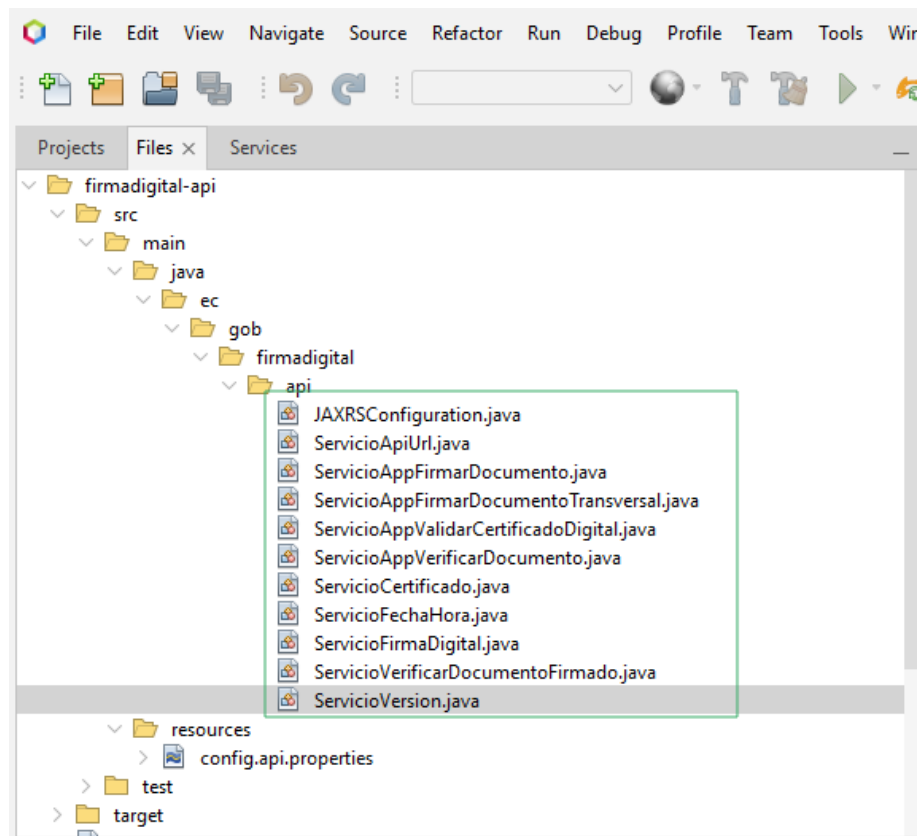 File Edit View Navigate Source Refactor Run Debug Profile Team Tools
Projects Files Services
firmadigital-api
src
main
java
ec
gob
firmadigital
api
JAXRSConfiguration.java
ServicioApiUrl.java
ServicioAppFirmarDocumento.java
ServicioAppFirmarDocumentoTransversal.java
ServicioAppValidarCertificadoDigital.java
ServicioAppVerificarDocumento.java
ServicioCertificado.java
ServicioFechaHora.java
ServicioFirmaDigital.java
ServicioVerificarDocumentoFirmado.java
ServicioVersion.java
resources
config.api.properties
test
target